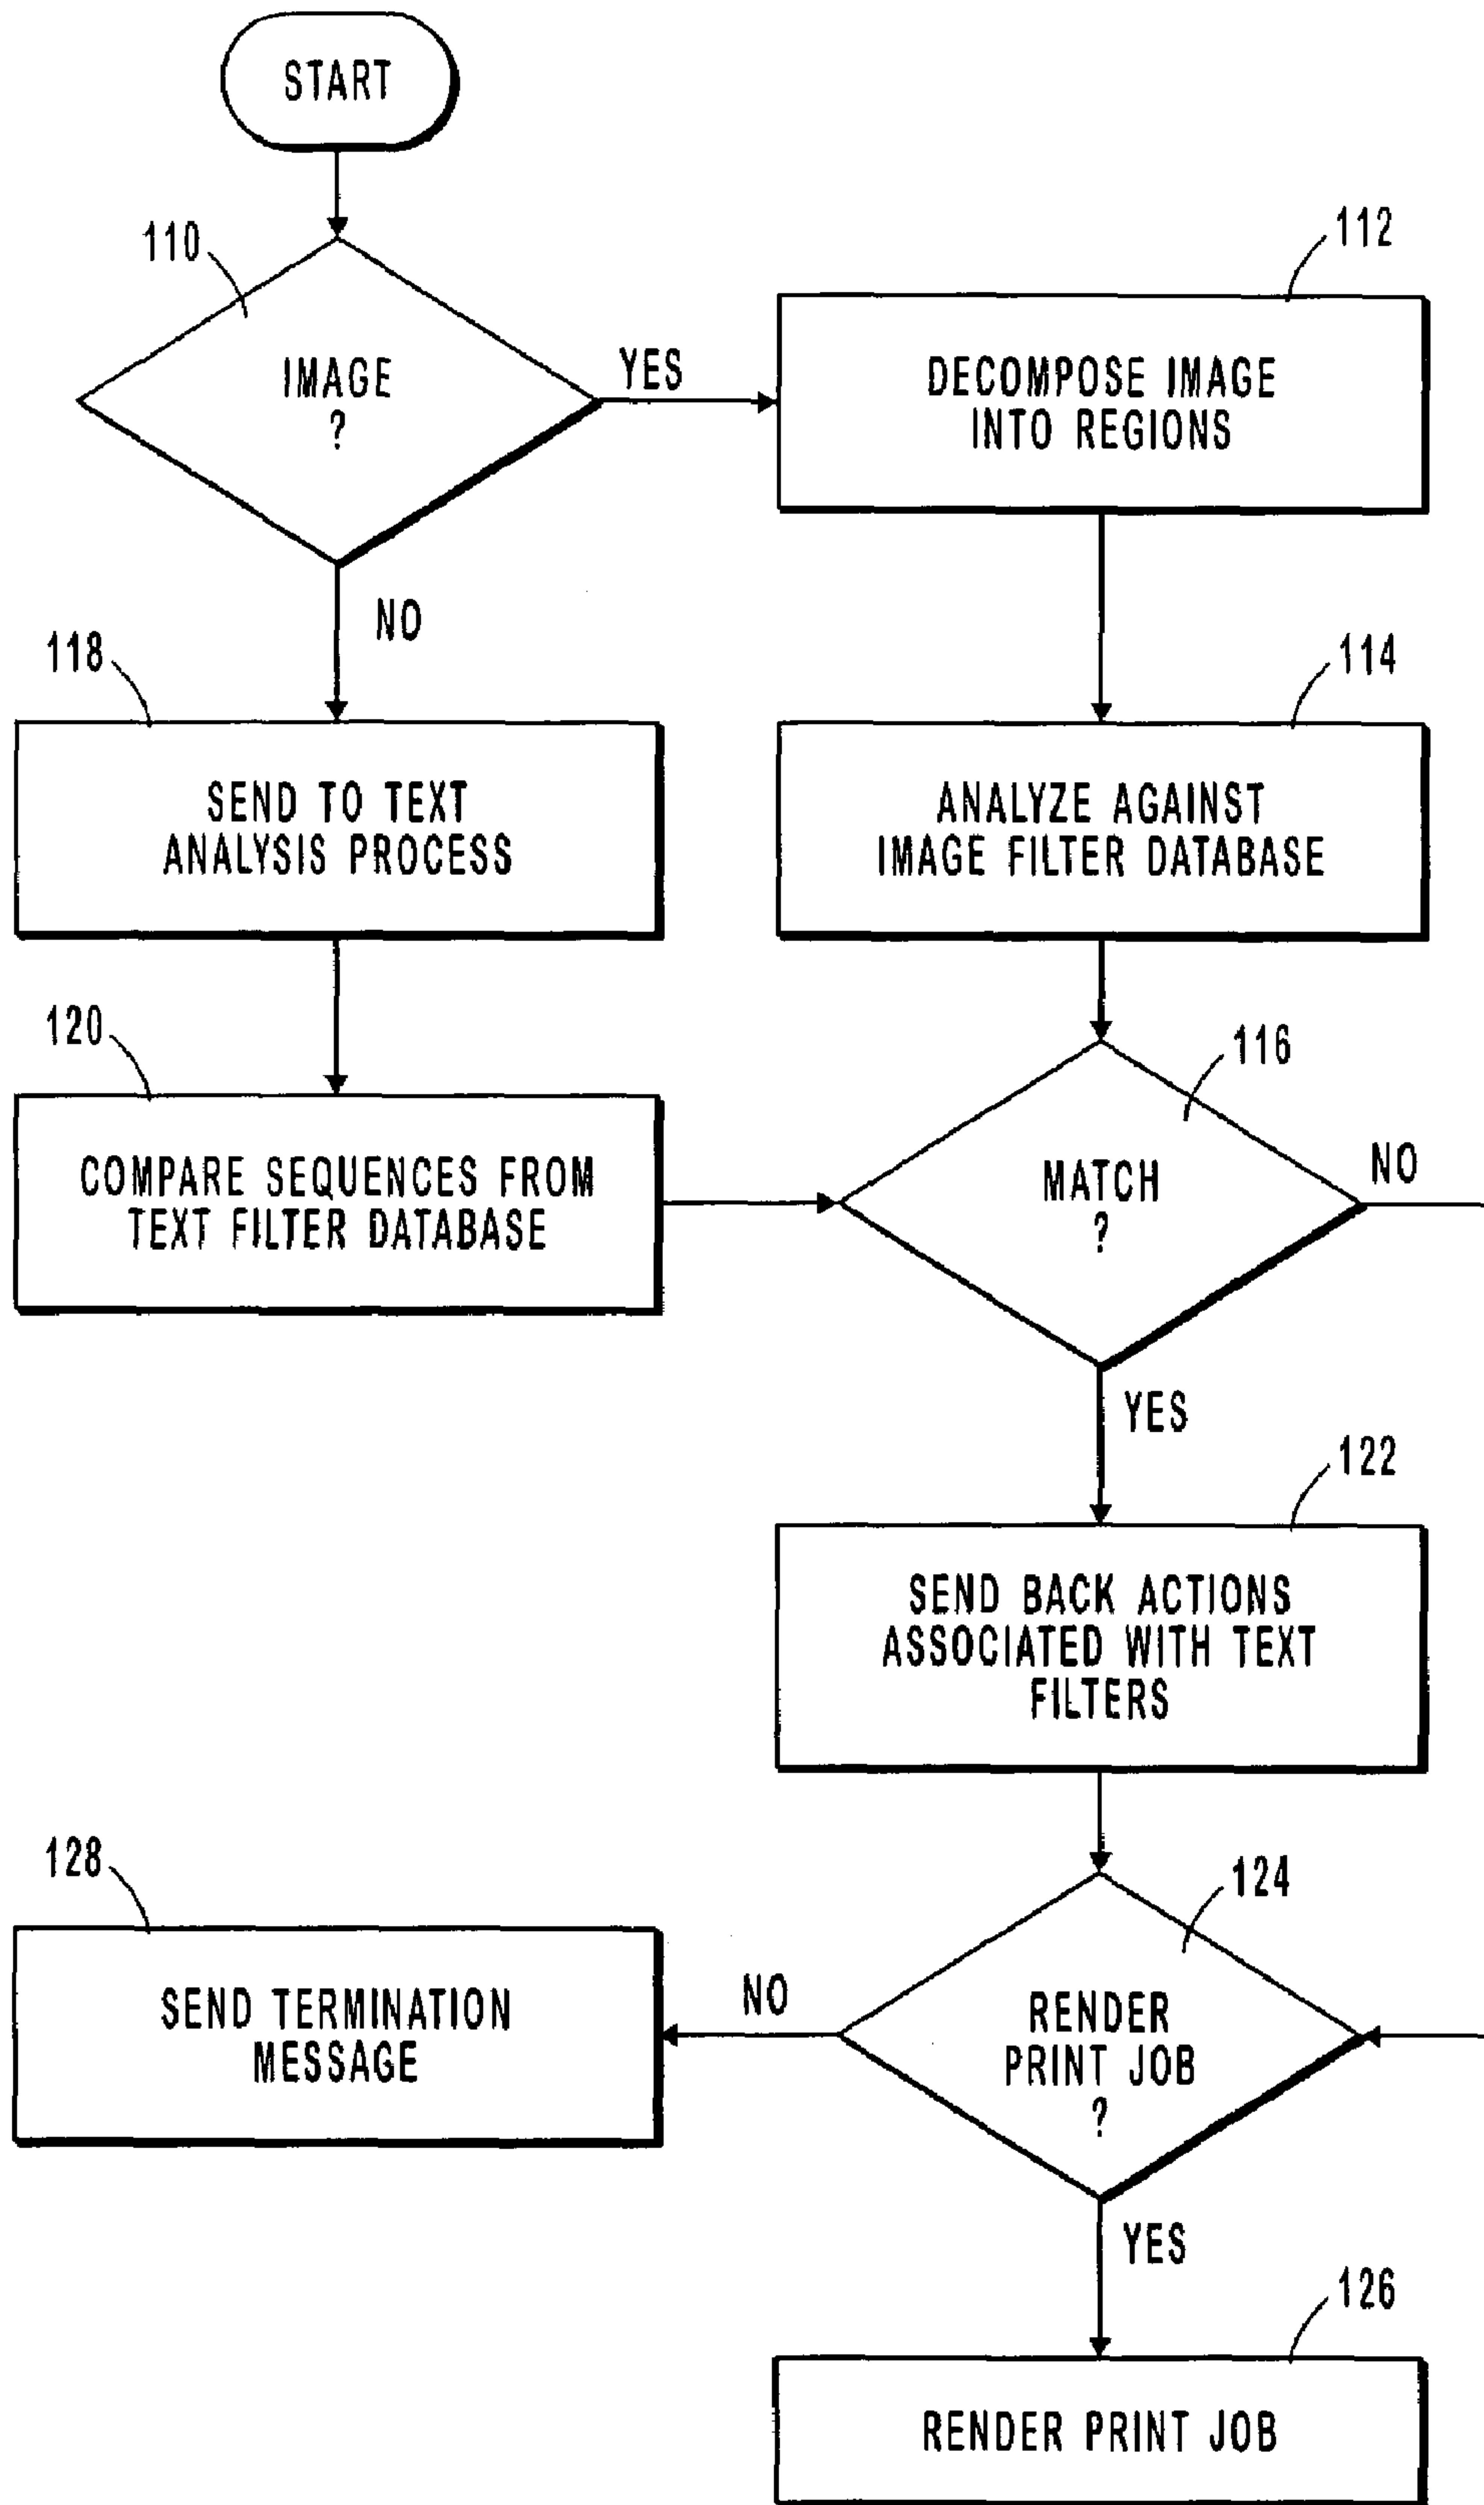 START
110
IMAGE
?
YES
112
DECOMPOSE IMAGE
INTO REGIONS
NO
118
SEND TO TEXT
ANALYSIS PROCESS
114
ANALYZE AGAINST
IMAGE FILTER DATABASE
120
COMPARE SEQUENCES FROM
TEXT FILTER DATABASE
116
MATCH
?
NO
YES
122
SEND BACK ACTIONS
ASSOCIATED WITH TEXT
FILTERS
128
SEND TERMINATION
MESSAGE
NO
124
RENDER
PRINT JOB
?
YES
126
RENDER PRINT JOB